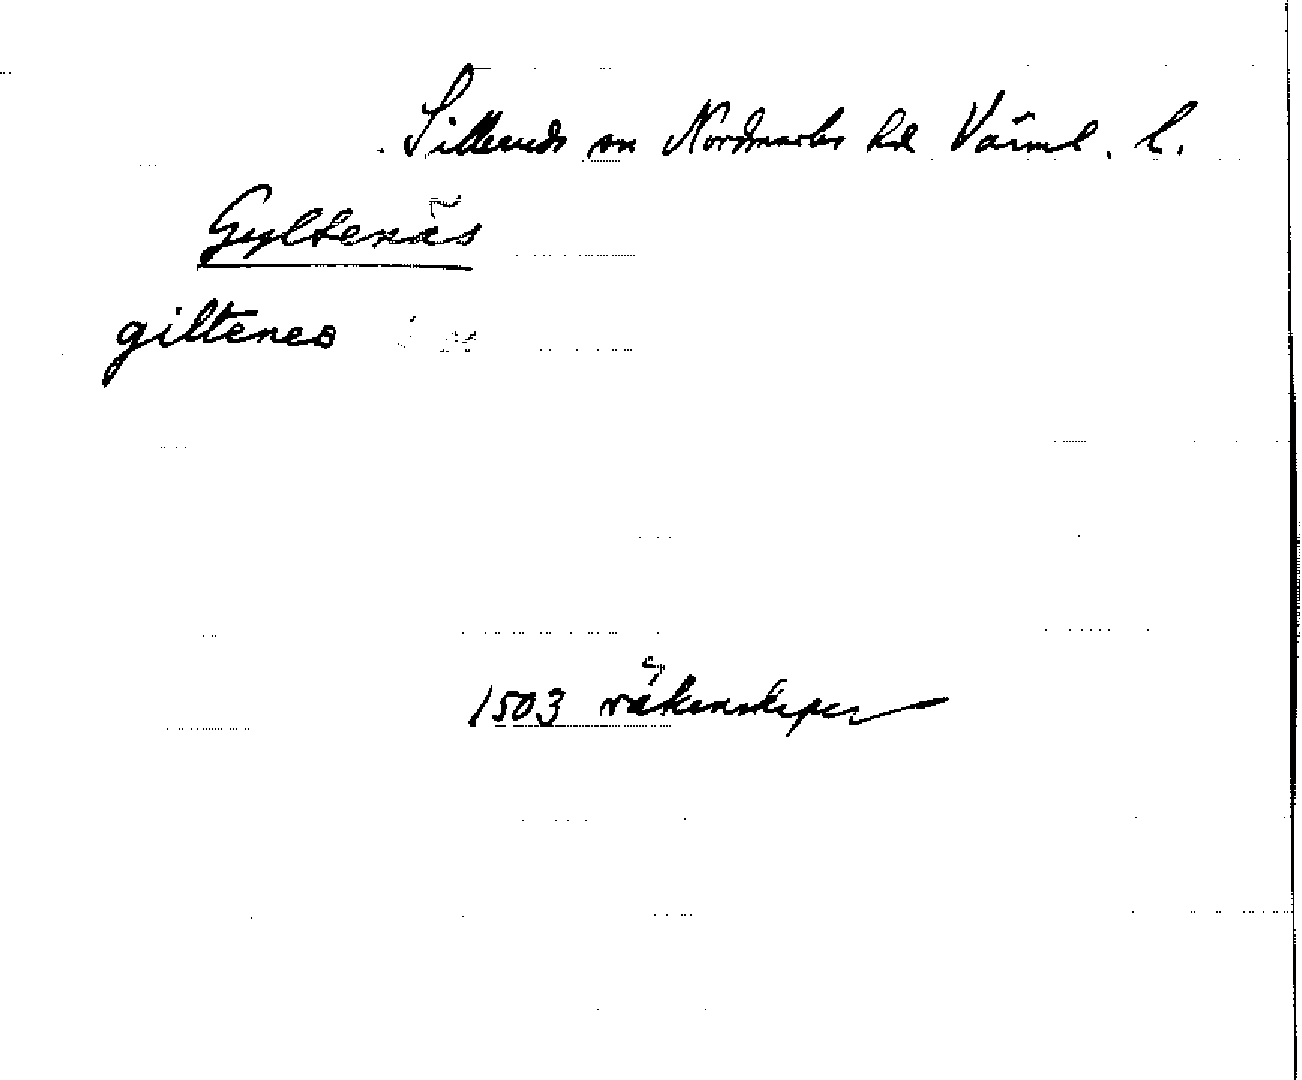 Silleruds sn Nordmarks hd Värml. l.
Gyltenäs
giltenes
1503 räkenskaper